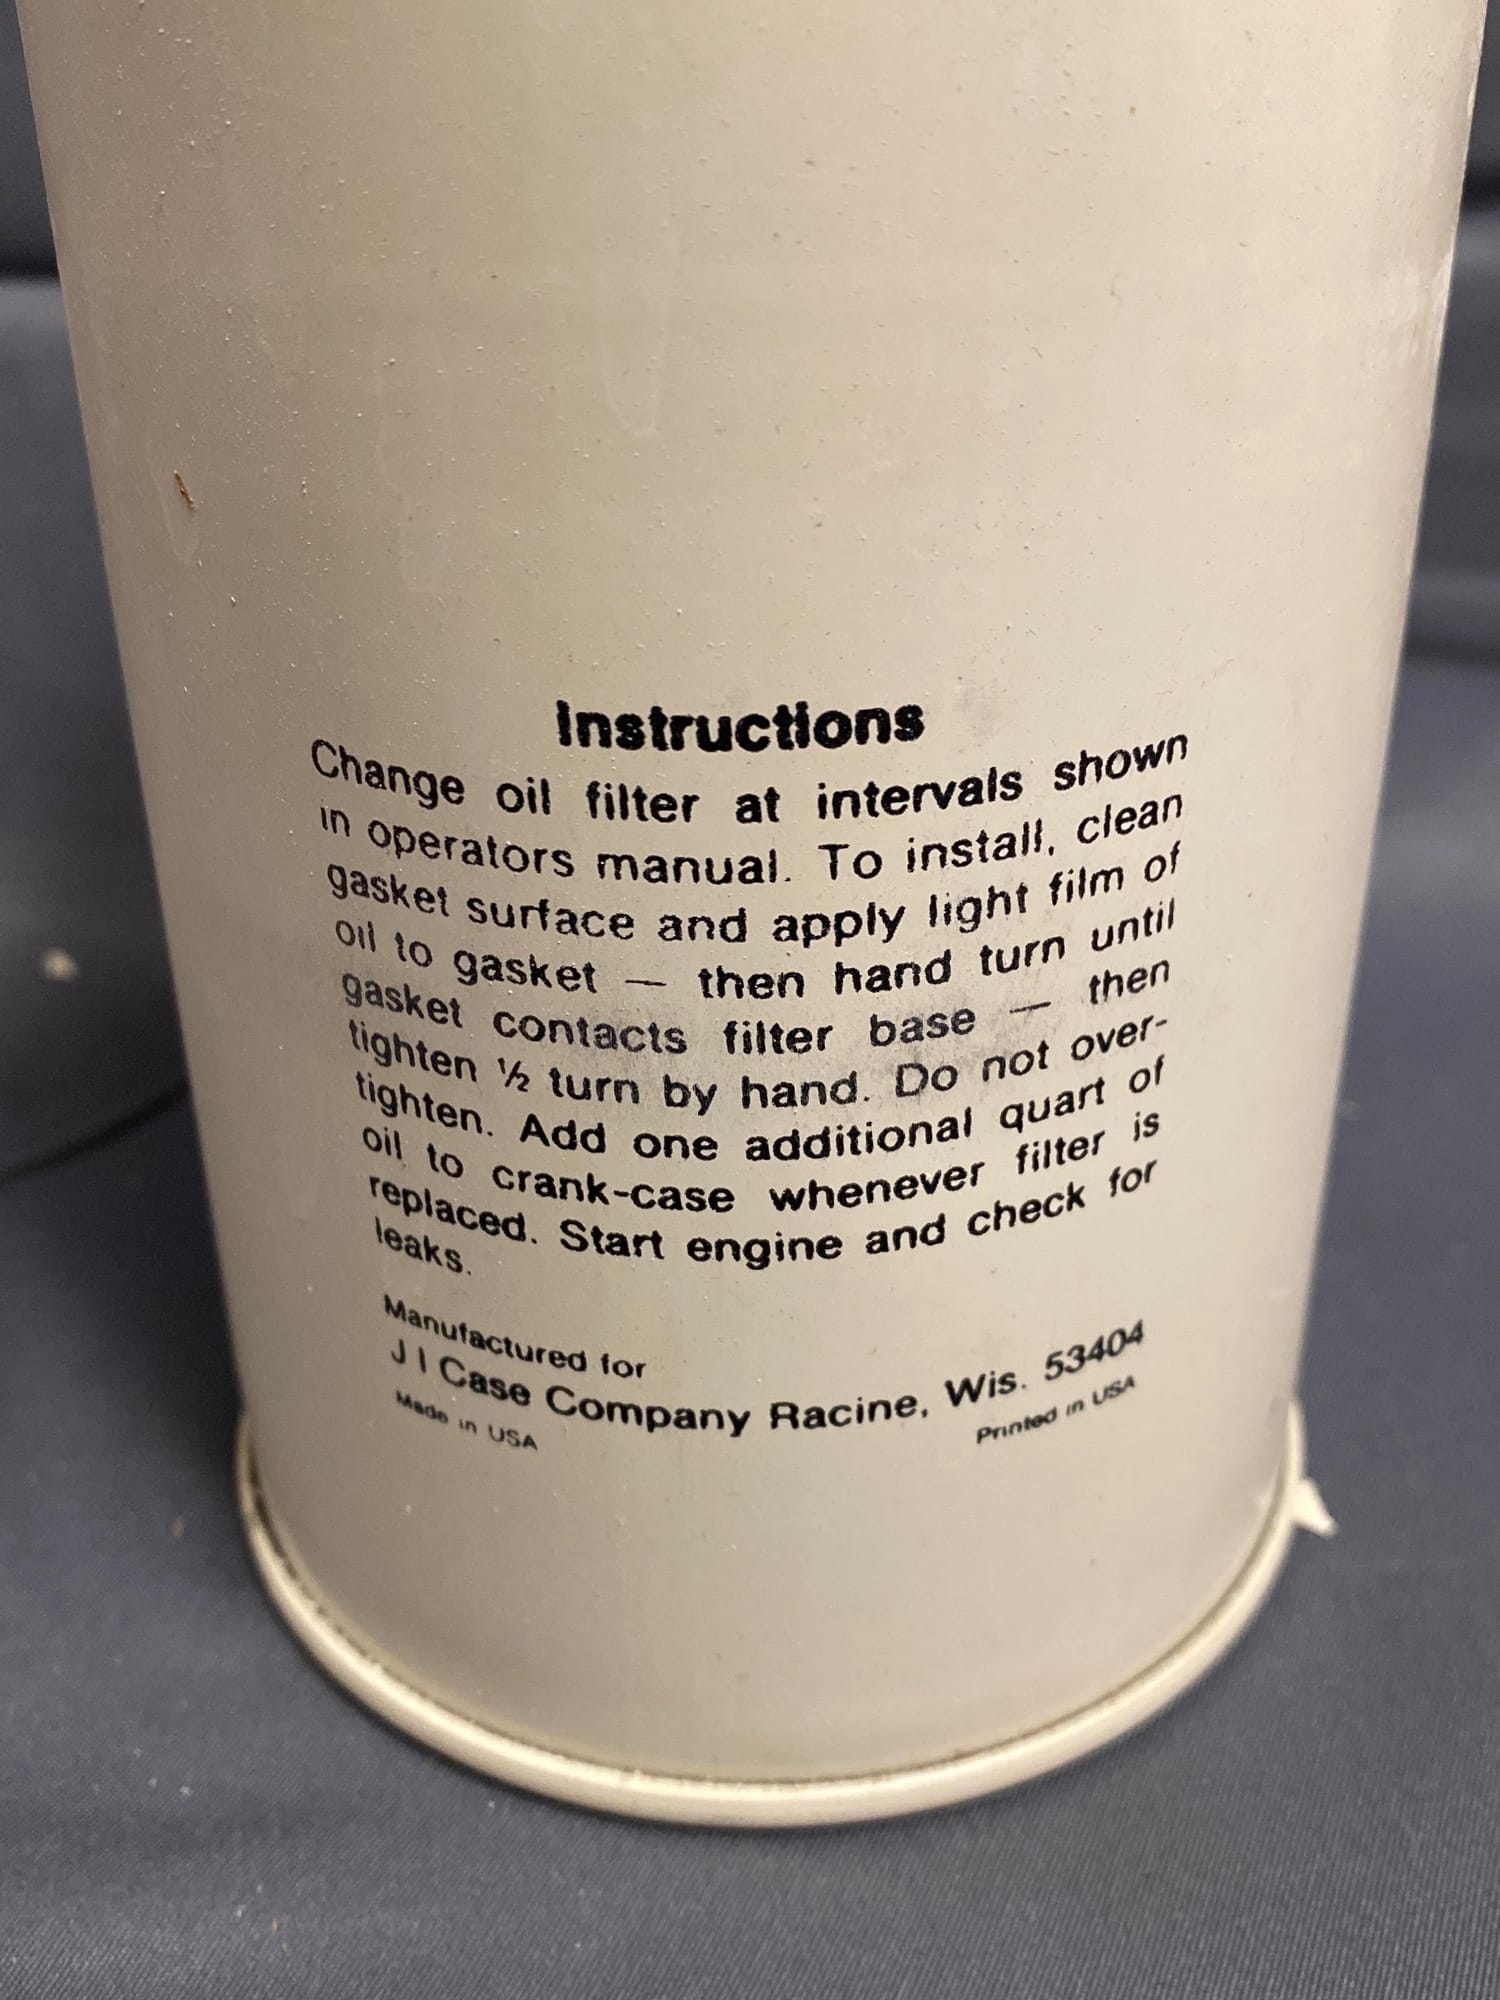 Instructions
Change oil filter at intervals shown
in operators manual. To install, clean
gasket surface and apply light film of
oil to gasket — then hand turn until
gasket contacts filter base — then
tighten ½ turn by hand. Do not over-
tighten. Add one additional quart of
oil to crank-case whenever filter is
replaced. Start engine and check for
leaks.
Manufactured for
J I Case Company Racine, Wis. 53404
Made in USA Printed in USA